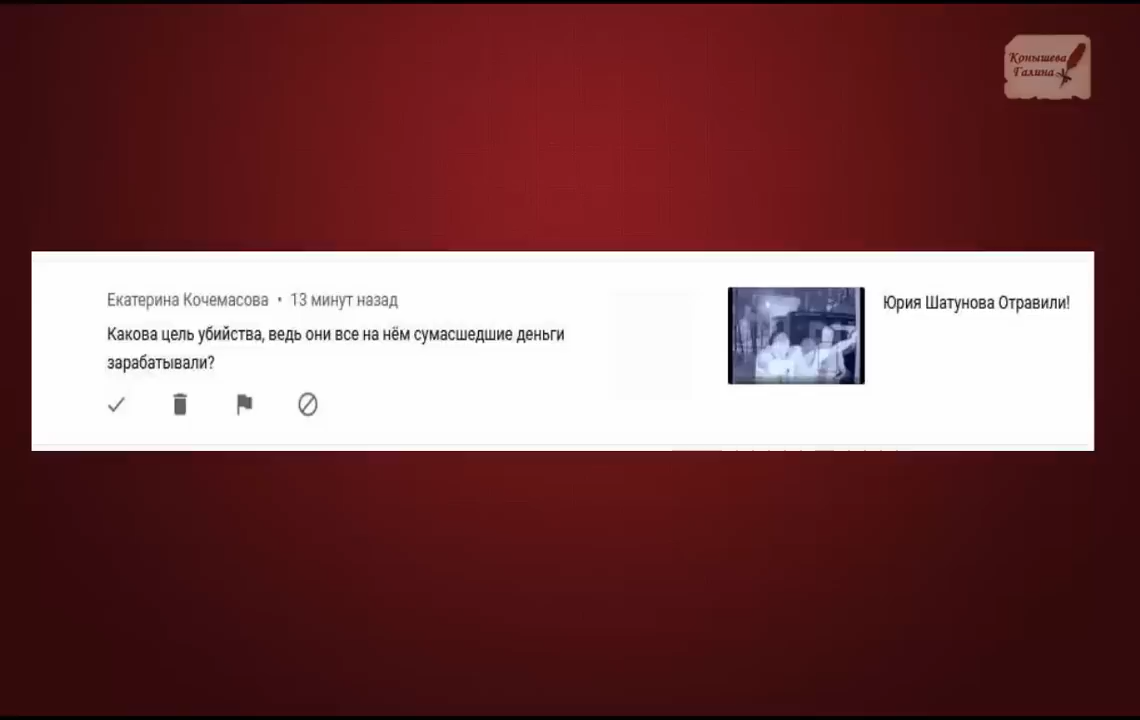 Конышева
Галина
Екатерина Кочемасова • 13 минут назад
Какова цель убийства, ведь они все на нём сумасшедшие деньги
зарабатывали?
Юрия Шатунова Отравили!